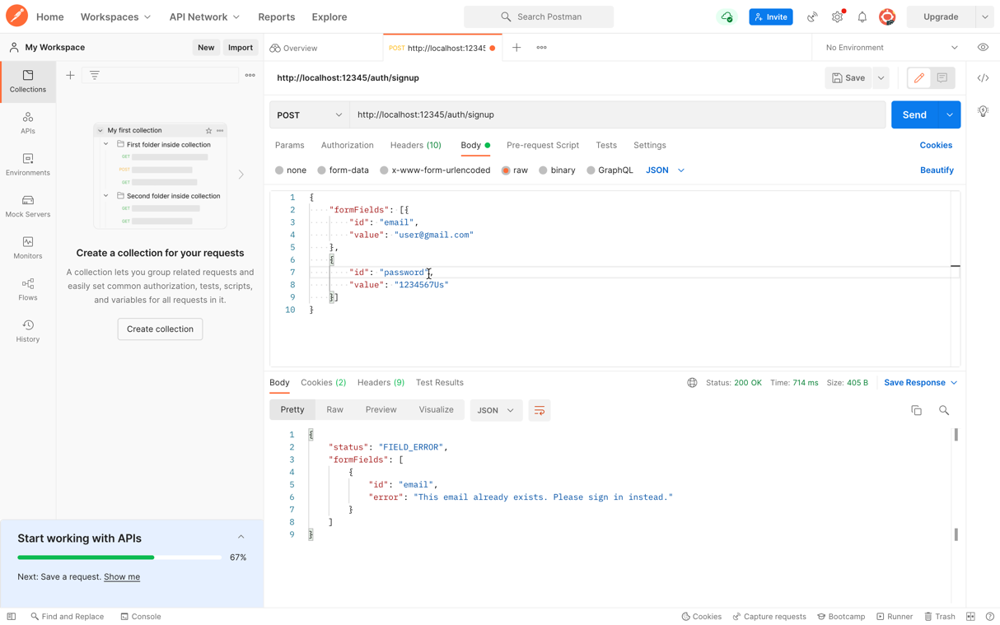 Home Workspaces API Network Reports Explore Search Postman Invite Upgrade
My Workspace New Import Overview POST http://localhost:12345 No Environment
Collections
APIs
Environments
Mock Servers
Monitors
Flows
History
My first collection
First folder inside collection
GET
POST
GET
Second folder inside collection
GET
GET
Create a collection for your requests
A collection lets you group related requests and
easily set common authorization, tests, scripts,
and variables for all requests in it.
Create collection
Start working with APIs
67%
Next: Save a request. Show me
http://localhost:12345/auth/signup Save
POST http://localhost:12345/auth/signup Send
Params Authorization Headers (10) Body Pre-request Script Tests Settings Cookies
none form-data x-www-form-urlencoded raw binary GraphQL JSON Beautify
1 {
2 "formFields": [{
3 "id": "email",
4 "value": "user@gmail.com"
5 },
6 {
7 "id": "password",
8 "value": "1234567Us"
9 }]
10 }
Body Cookies (2) Headers (9) Test Results Status: 200 OK Time: 714 ms Size: 405 B Save Response
Pretty Raw Preview Visualize JSON
1 {
2 "status": "FIELD_ERROR",
3 "formFields": [
4 {
5 "id": "email",
6 "error": "This email already exists. Please sign in instead."
7 }
8 ]
9 }
Find and Replace Console Cookies Capture requests Bootcamp Runner Trash